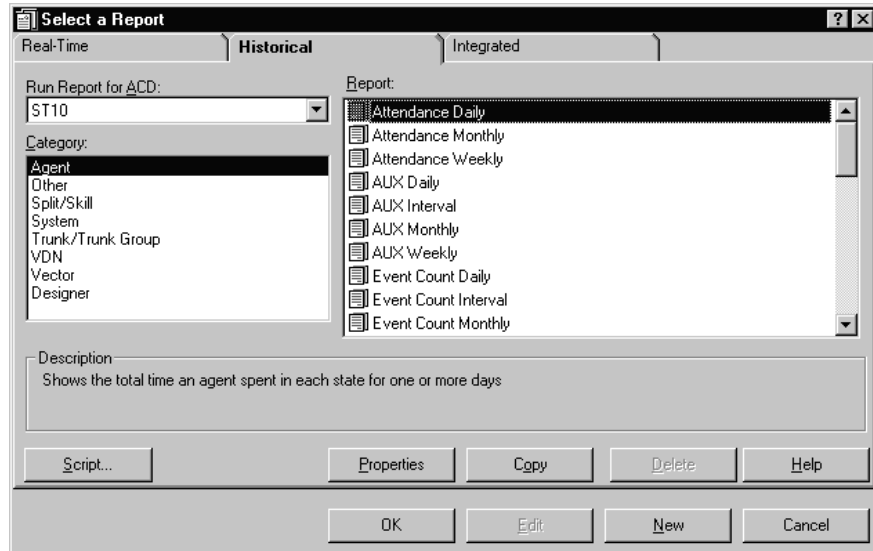 Select a Report
Real-Time
Historical
Integrated
Run Report for ACD:
ST10
Category:
Agent
Other
Split/Skill
System
Trunk/Trunk Group
VDN
Vector
Designer
Report:
Attendance Daily
Attendance Monthly
Attendance Weekly
AUX Daily
AUX Interval
AUX Monthly
AUX Weekly
Event Count Daily
Event Count Interval
Event Count Monthly
Description
Shows the total time an agent spent in each state for one or more days
Script...
Properties
Copy
Delete
Help
OK
Edit
New
Cancel